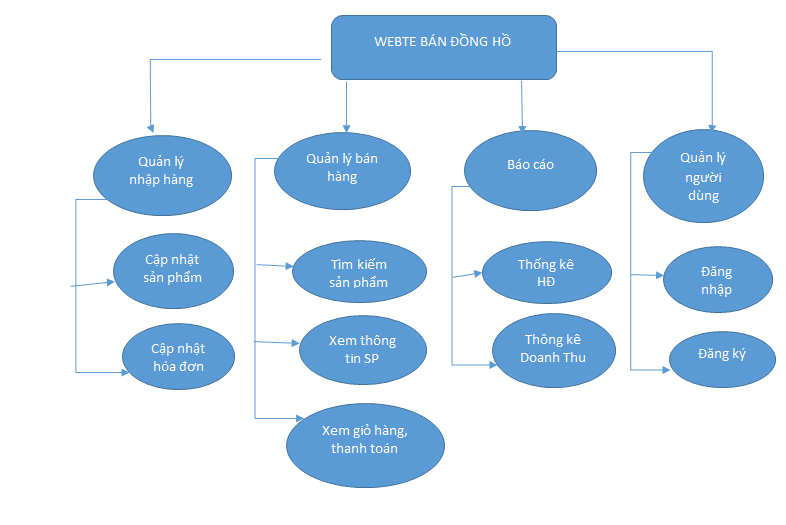 WEBTE BÁN ĐỒNG HỒ
Quản lý
nhập hàng
Quản lý bán
hàng
Báo cáo
Quản lý
người
dùng
Cập nhật
sản phẩm
Tìm kiếm
sản phẩm
Thống kê
HĐ
Đăng
nhập
Cập nhật
hóa đơn
Xem thông
tin SP
Thông kê
Doanh Thu
Đăng ký
Xem giỏ hàng,
thanh toán